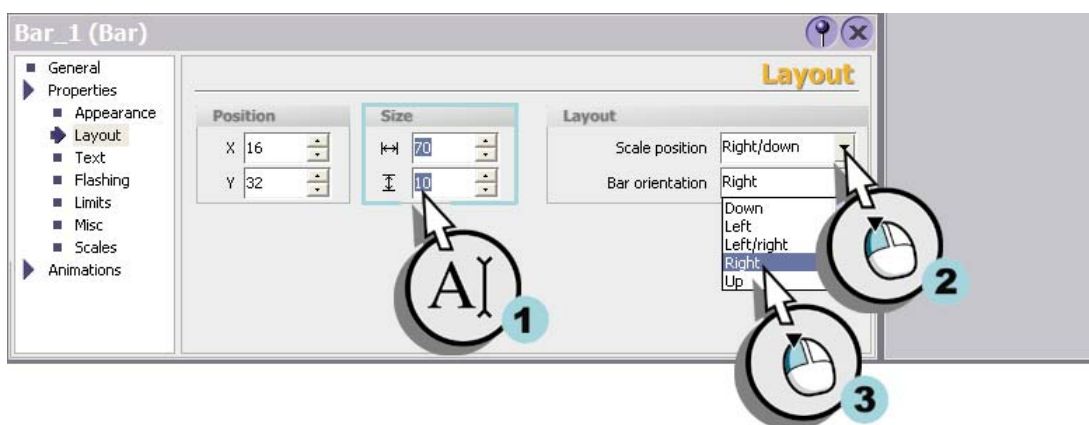 Bar_1 (Bar)
General
Properties
Appearance
Layout
Text
Flashing
Limits
Misc
Scales
Animations
Layout
Position
X 16
Y 32
Size
70
10
Layout
Scale position Right/down
Bar orientation Right
Down
Left
Left/right
Right
Up
A
1
2
3